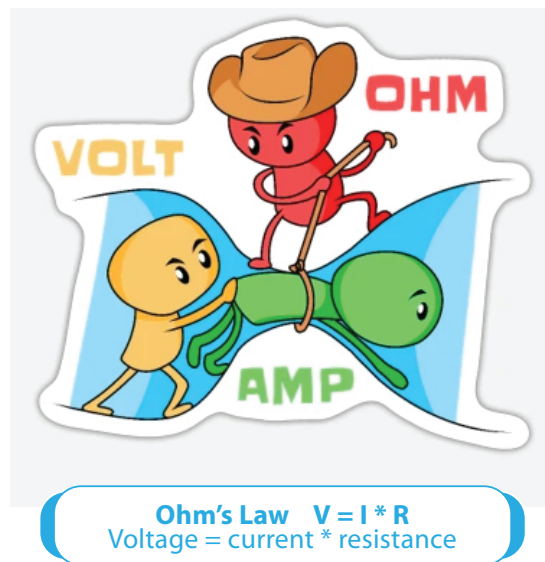 OHM
VOLT
AMP
Ohm's Law V = I * R
Voltage = current * resistance